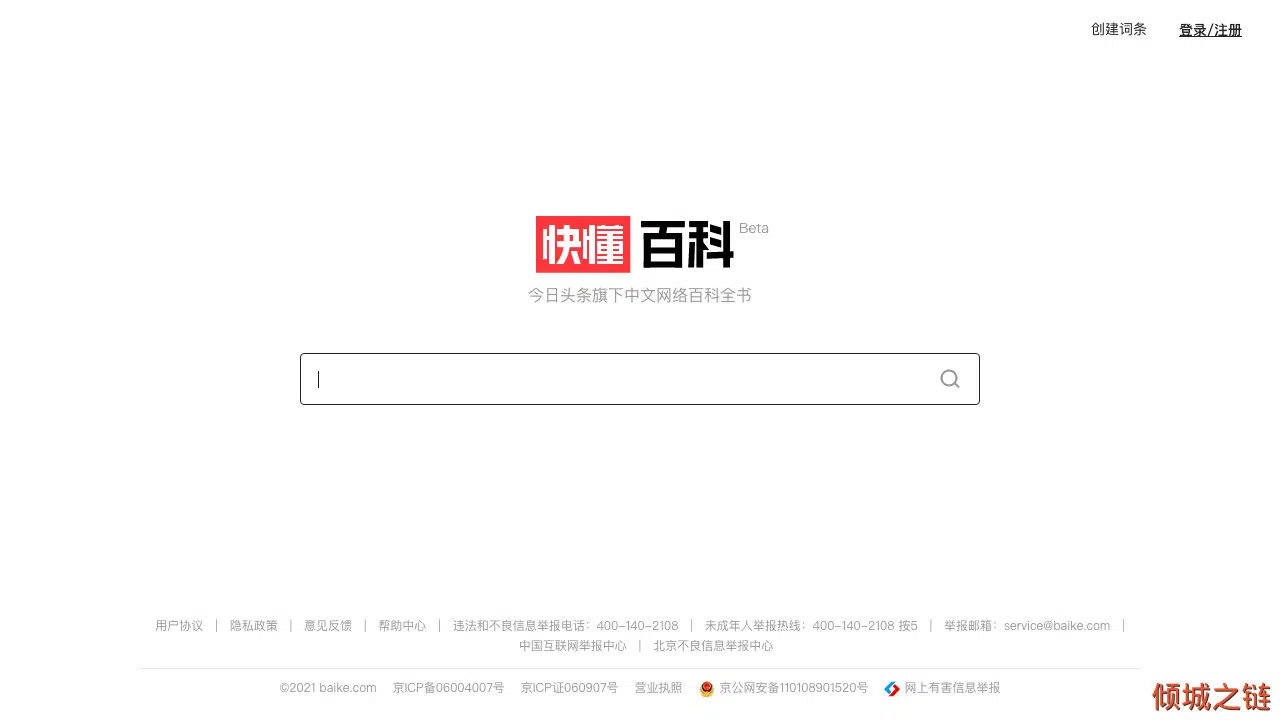 创建词条 登录/注册
快懂 百科 Beta
今日头条旗下中文网络百科全书
用户协议 | 隐私政策 | 意见反馈 | 帮助中心 | 违法和不良信息举报电话：400-140-2108 | 未成年人举报热线：400-140-2108 按5 | 举报邮箱：service@baike.com |
中国互联网举报中心 | 北京不良信息举报中心
©2021 baike.com 京ICP备06004007号 京ICP证060907号 营业执照 京公网安备110108901520号 网上有害信息举报
倾城之链